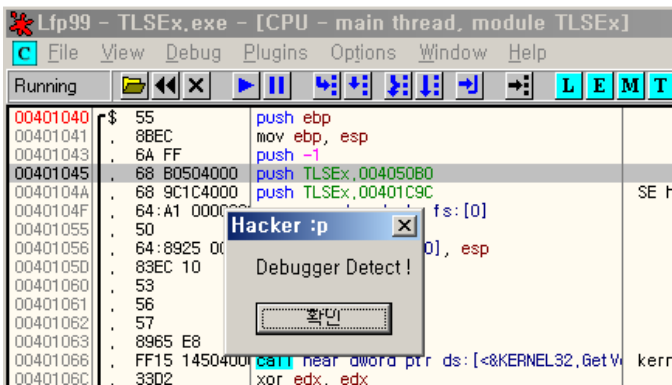 Lfp99 - TLSEx.exe - [CPU - main thread, module TLSEx]
C File View Debug Plugins Options Window Help
Running L E M T
00401040 $ 55 push ebp
00401041 . 8BEC mov ebp, esp
00401043 . 6A FF push -1
00401045 . 68 B0504000 push TLSEx.004050B0
0040104A . 68 9C1C4000 push TLSEx.00401C9C SE
0040104F . 64:A1 fs:[0]
00401055 . 50
00401056 . 64:8925 0], esp
0040105D . 83EC 10
00401060 . 53
00401061 . 56
00401062 . 57
00401063 . 8965 E8
00401066 . FF15 call near dword ptr ds:[<&KERNEL32.GetV kern
0040106C . 33D2 xor edx, edx
Hacker :p
Debugger Detect !
확인